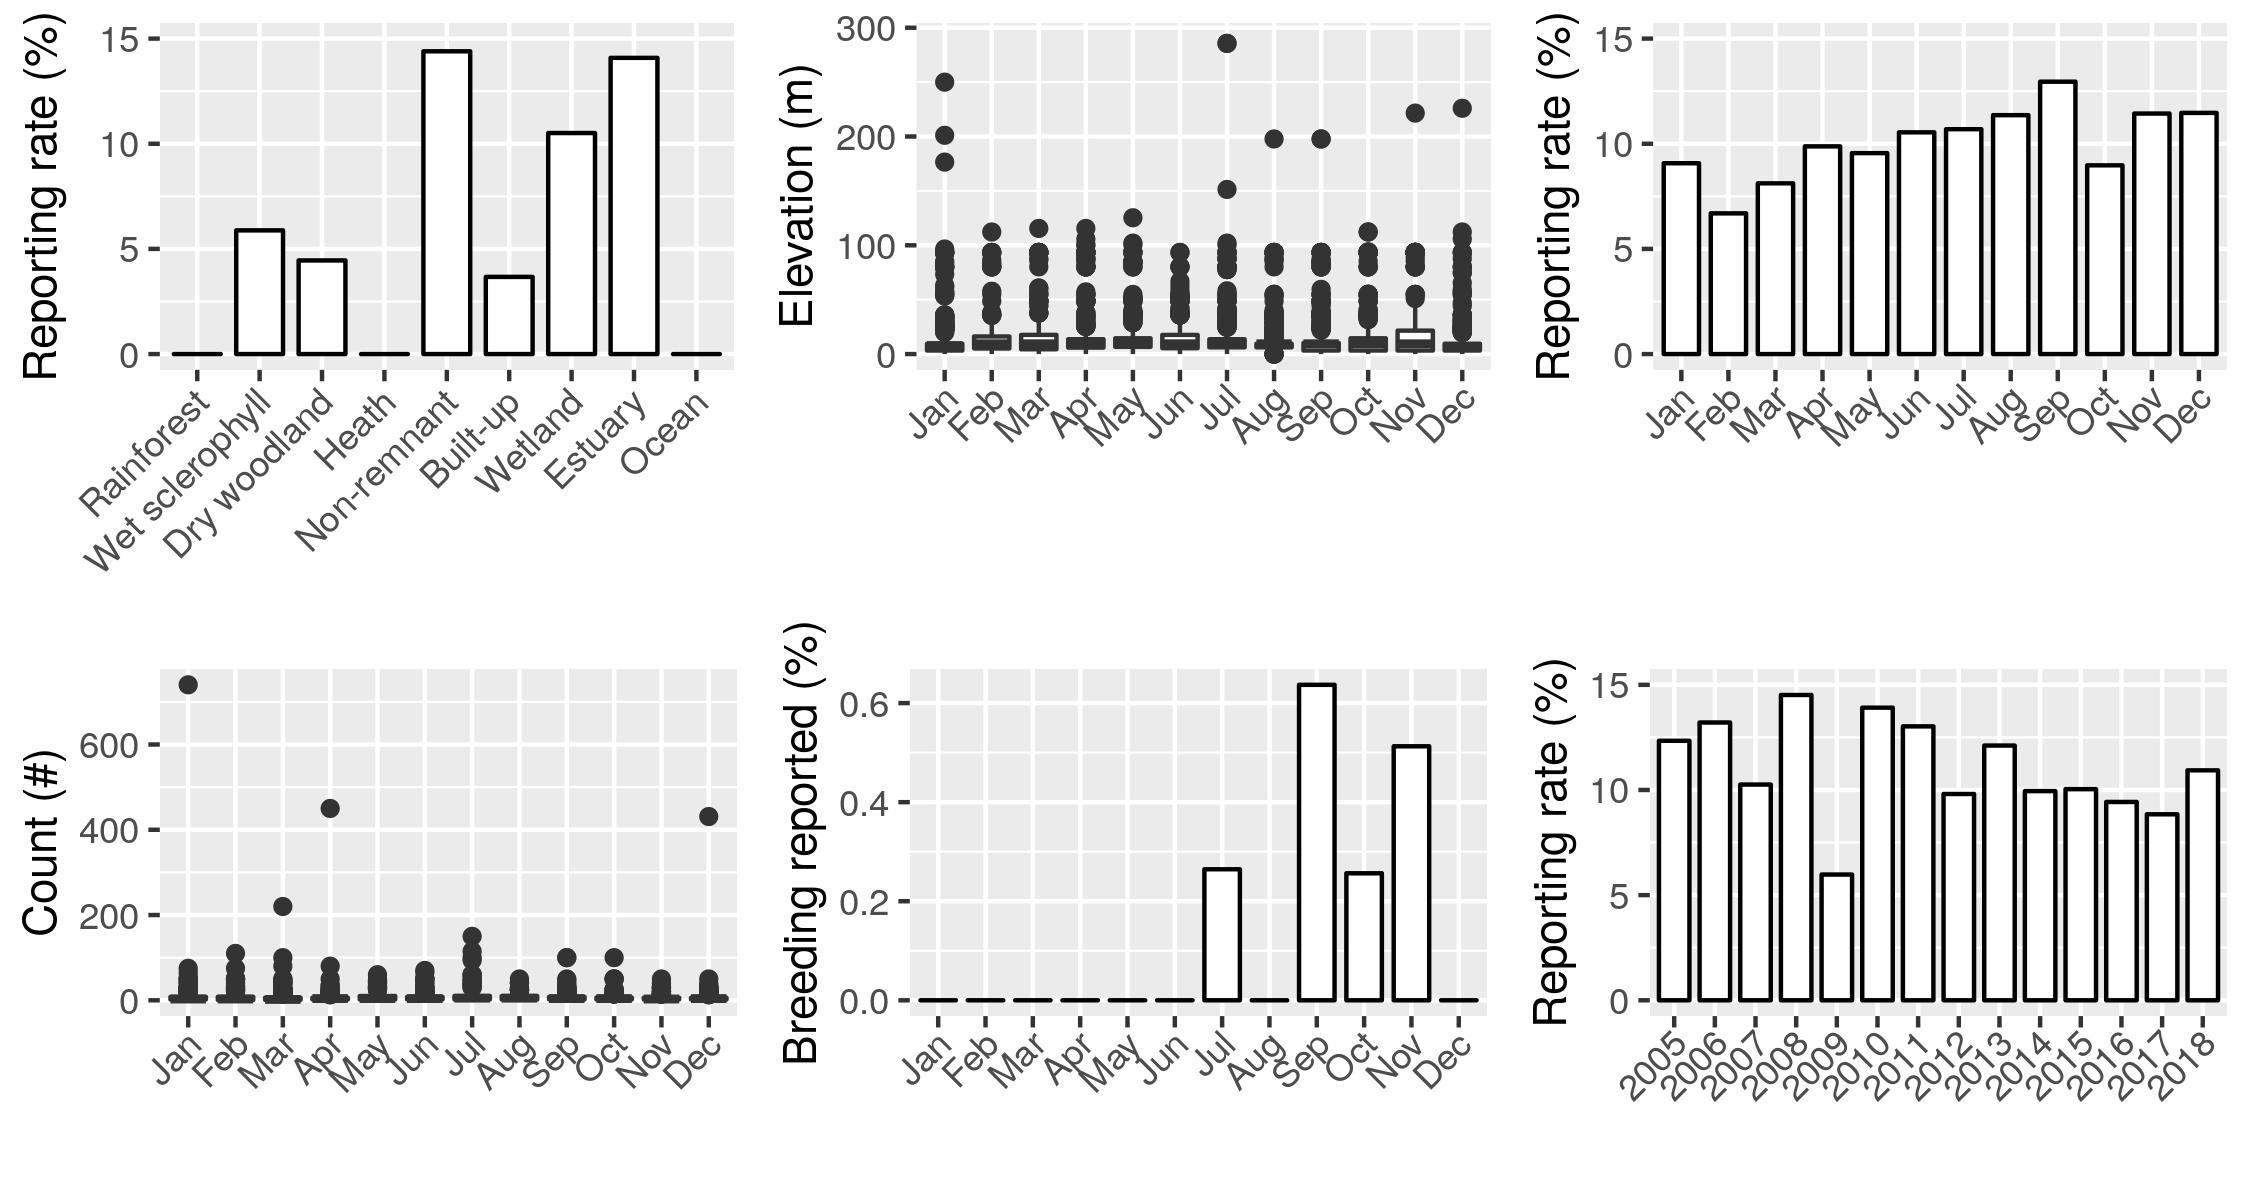 Reporting rate (%)
15
10
5
0
Rainforest
Wet sclerophyll
Dry woodland
Heath
Non-remnant
Built-up
Wetland
Estuary
Ocean
Elevation (m)
300
200
100
0
Jan
Feb
Mar
Apr
May
Jun
Jul
Aug
Sep
Oct
Nov
Dec
Reporting rate (%)
15
10
5
0
Jan
Feb
Mar
Apr
May
Jun
Jul
Aug
Sep
Oct
Nov
Dec
Count (#)
600
400
200
0
Jan
Feb
Mar
Apr
May
Jun
Jul
Aug
Sep
Oct
Nov
Dec
Breeding reported (%)
0.6
0.4
0.2
0.0
Jan
Feb
Mar
Apr
May
Jun
Jul
Aug
Sep
Oct
Nov
Dec
Reporting rate (%)
15
10
5
0
2005
2006
2007
2008
2009
2010
2011
2012
2013
2014
2015
2016
2017
2018